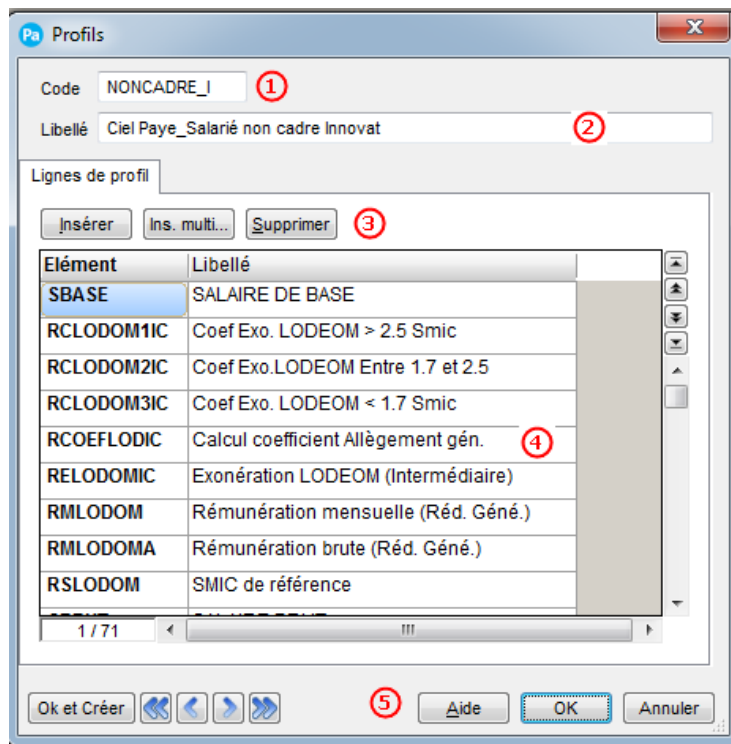 Pa Profils X
Code NONCADRE_I 1
Libellé Ciel Paye_Salarié non cadre Innovat 2
Lignes de profil
Insérer Ins. multi... Supprimer 3
Elément Libellé
SBASE SALAIRE DE BASE
RCLODOM1IC Coef Exo. LODEOM > 2.5 Smic
RCLODOM2IC Coef Exo.LODEOM Entre 1.7 et 2.5
RCLODOM3IC Coef Exo. LODEOM < 1.7 Smic
RCOEFLODIC Calcul coefficient Allègement gén. 4
RELODOMIC Exonération LODEOM (Intermédiaire)
RMLODOM Rémunération mensuelle (Réd. Géné.)
RMLODOMA Rémunération brute (Réd. Géné.)
RSLODOM SMIC de référence
1 / 71
Ok et Créer 5 Aide OK Annuler